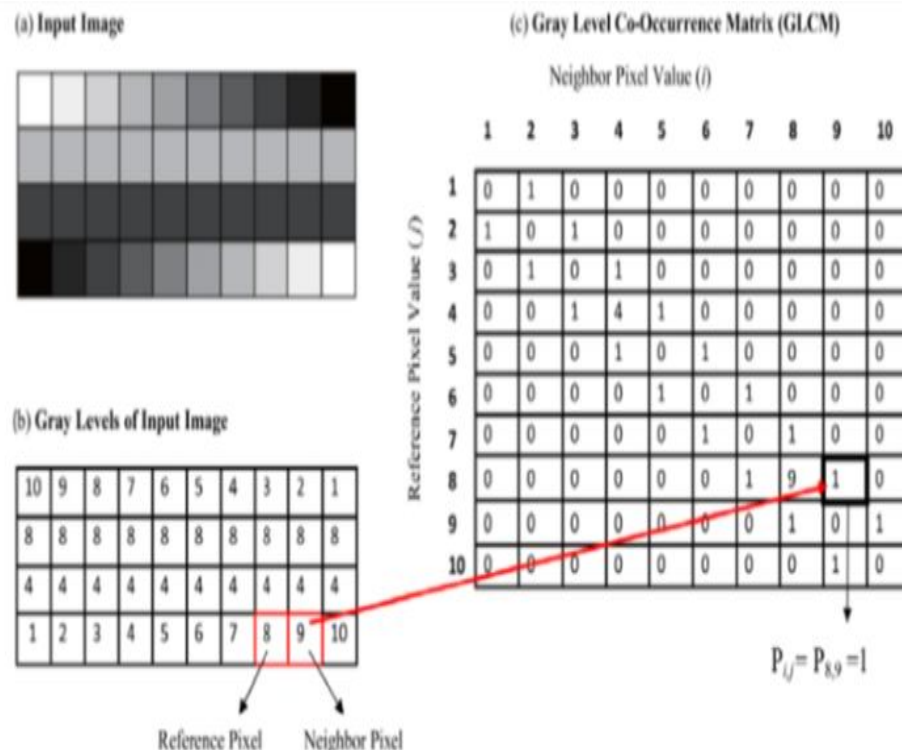 (a) Input Image
(c) Gray Level Co-Occurrence Matrix (GLCM)
Neighbor Pixel Value (i)
1 2 3 4 5 6 7 8 9 10
Reference Pixel Value (j)
1 0 1 0 0 0 0 0 0 0 0
2 1 0 1 0 0 0 0 0 0 0
3 0 1 0 1 0 0 0 0 0 0
4 0 0 1 4 1 0 0 0 0 0
5 0 0 0 1 0 1 0 0 0 0
6 0 0 0 0 1 0 1 0 0 0
7 0 0 0 0 0 1 0 1 0 0
8 0 0 0 0 0 0 1 9 1 0
9 0 0 0 0 0 0 0 1 0 1
10 0 0 0 0 0 0 0 0 1 0
P i,j = P 8,9 =1
(b) Gray Levels of Input Image
10 9 8 7 6 5 4 3 2 1
8 8 8 8 8 8 8 8 8 8
4 4 4 4 4 4 4 4 4 4
1 2 3 4 5 6 7 8 9 10
Reference Pixel
Neighbor Pixel